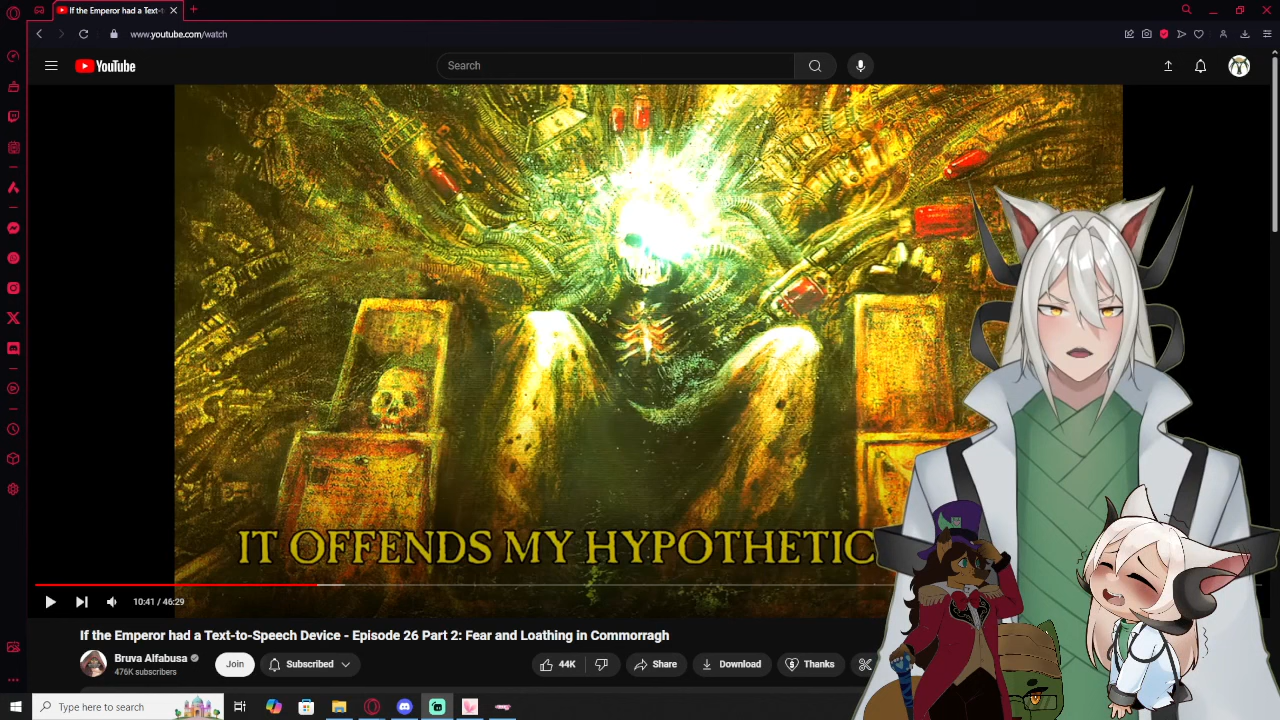 If the Emperor had a Text-
www.youtube.com/watch
YouTube
Search
IT OFFENDS MY HYPOTHETIC
10:41 / 46:29
If the Emperor had a Text-to-Speech Device - Episode 26 Part 2: Fear and Loathing in Commorragh
Bruva Alfabusa
476K subscribers
Join
Subscribed
44K
Share
Download
Thanks
Type here to search